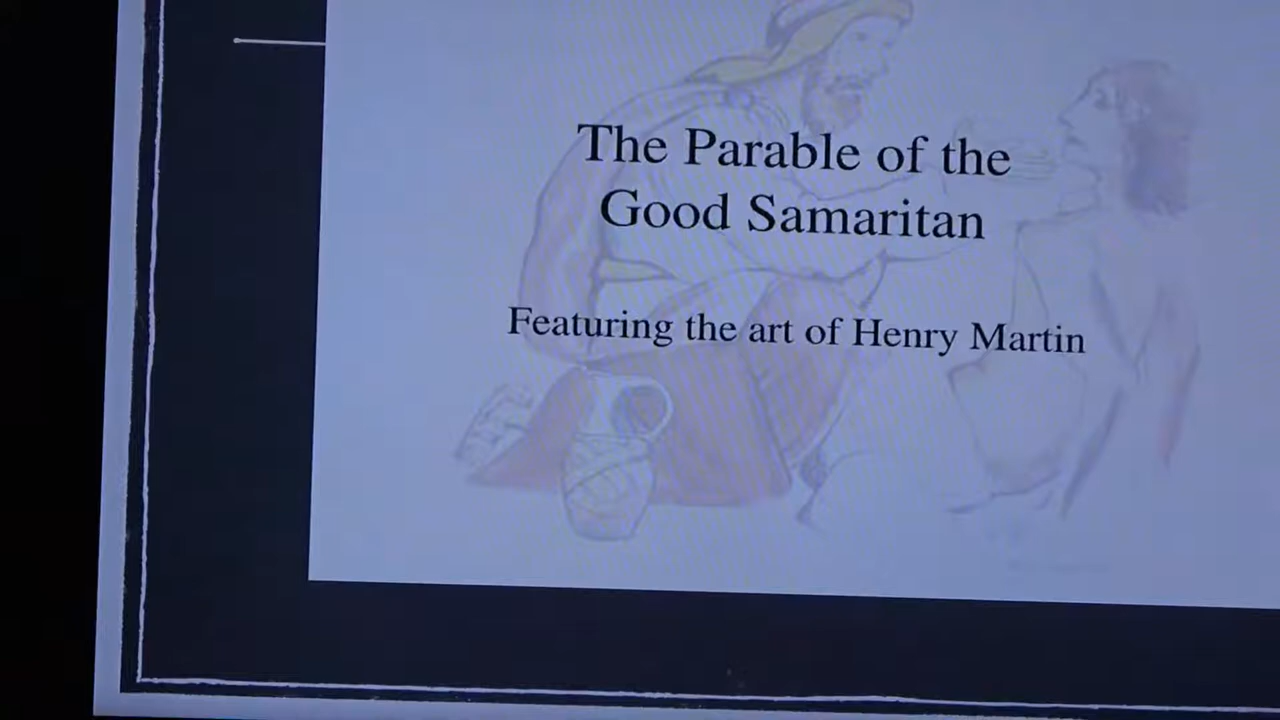 The Parable of the
Good Samaritan
Featuring the art of Henry Martin